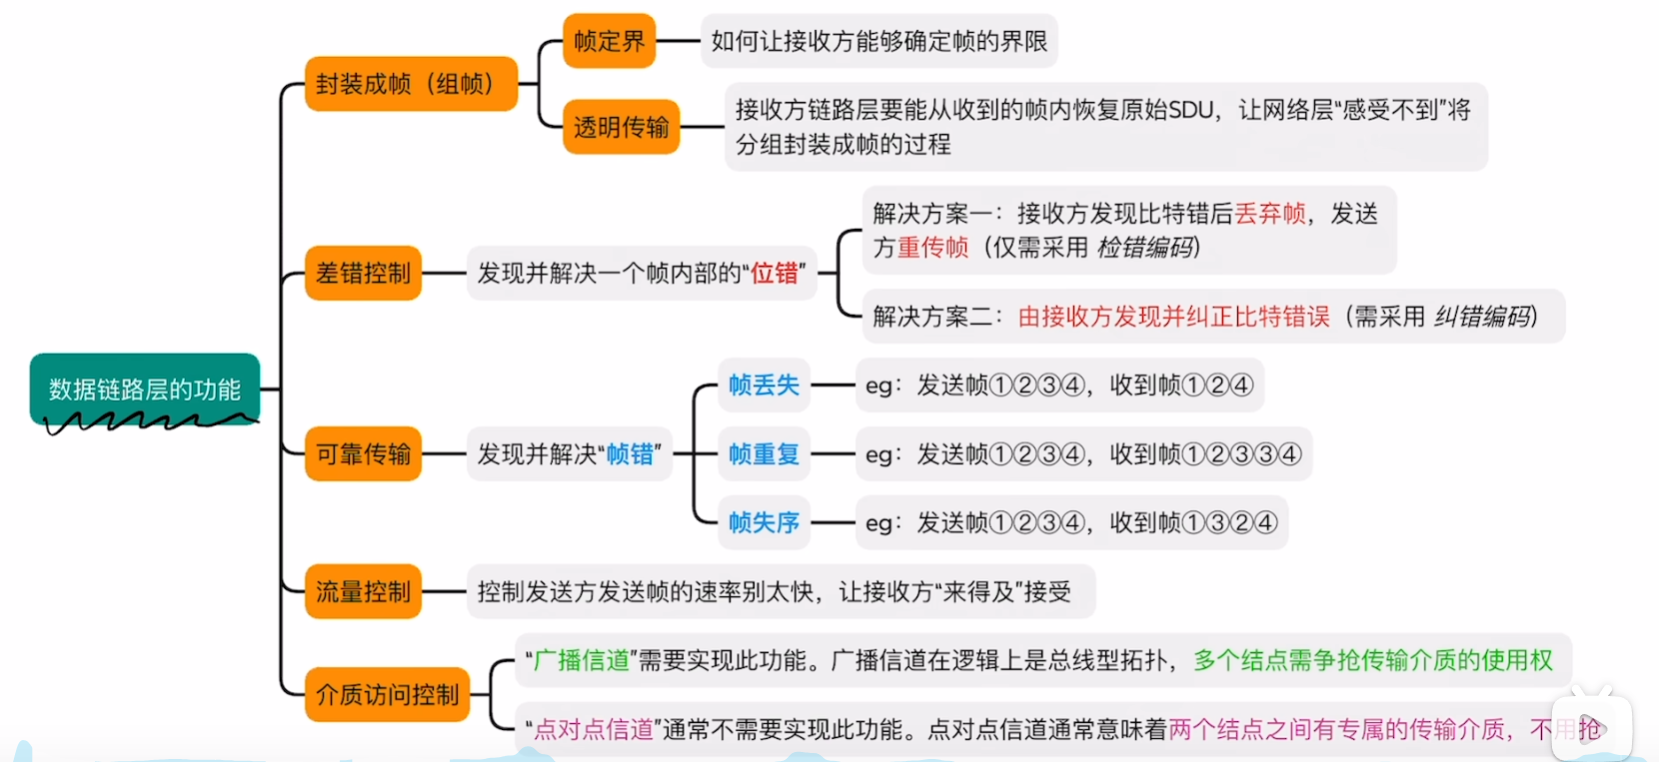 数据链路层的功能
封装成帧（组帧）
帧定界
如何让接收方能够确定帧的界限
透明传输
接收方链路层要能从收到的帧内恢复原始SDU，让网络层“感受不到”将
分组封装成帧的过程
差错控制
发现并解决一个帧内部的“位错”
解决方案一：接收方发现比特错后丢弃帧，发送
方重传帧（仅需采用 检错编码）
解决方案二：由接收方发现并纠正比特错误（需采用 纠错编码）
可靠传输
发现并解决“帧错”
帧丢失
eg：发送帧①②③④，收到帧①②④
帧重复
eg：发送帧①②③④，收到帧①②③③④
帧失序
eg：发送帧①②③④，收到帧①③②④
流量控制
控制发送方发送帧的速率别太快，让接收方“来得及”接受
介质访问控制
“广播信道”需要实现此功能。广播信道在逻辑上是总线型拓扑，多个结点需争抢传输介质的使用权
“点对点信道”通常不需要实现此功能。点对点信道通常意味着两个结点之间有专属的传输介质，不用抢